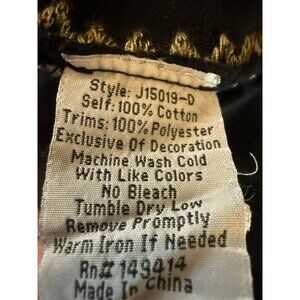 Style: J15019-D
Self: 100% Cotton
Trims: 100% Polyester
Exclusive Of Decoration
Machine Wash Cold
With Like Colors
No Bleach
Tumble Dry Low
Remove Promptly
Warm Iron If Needed
Rn# 149414
Made In China